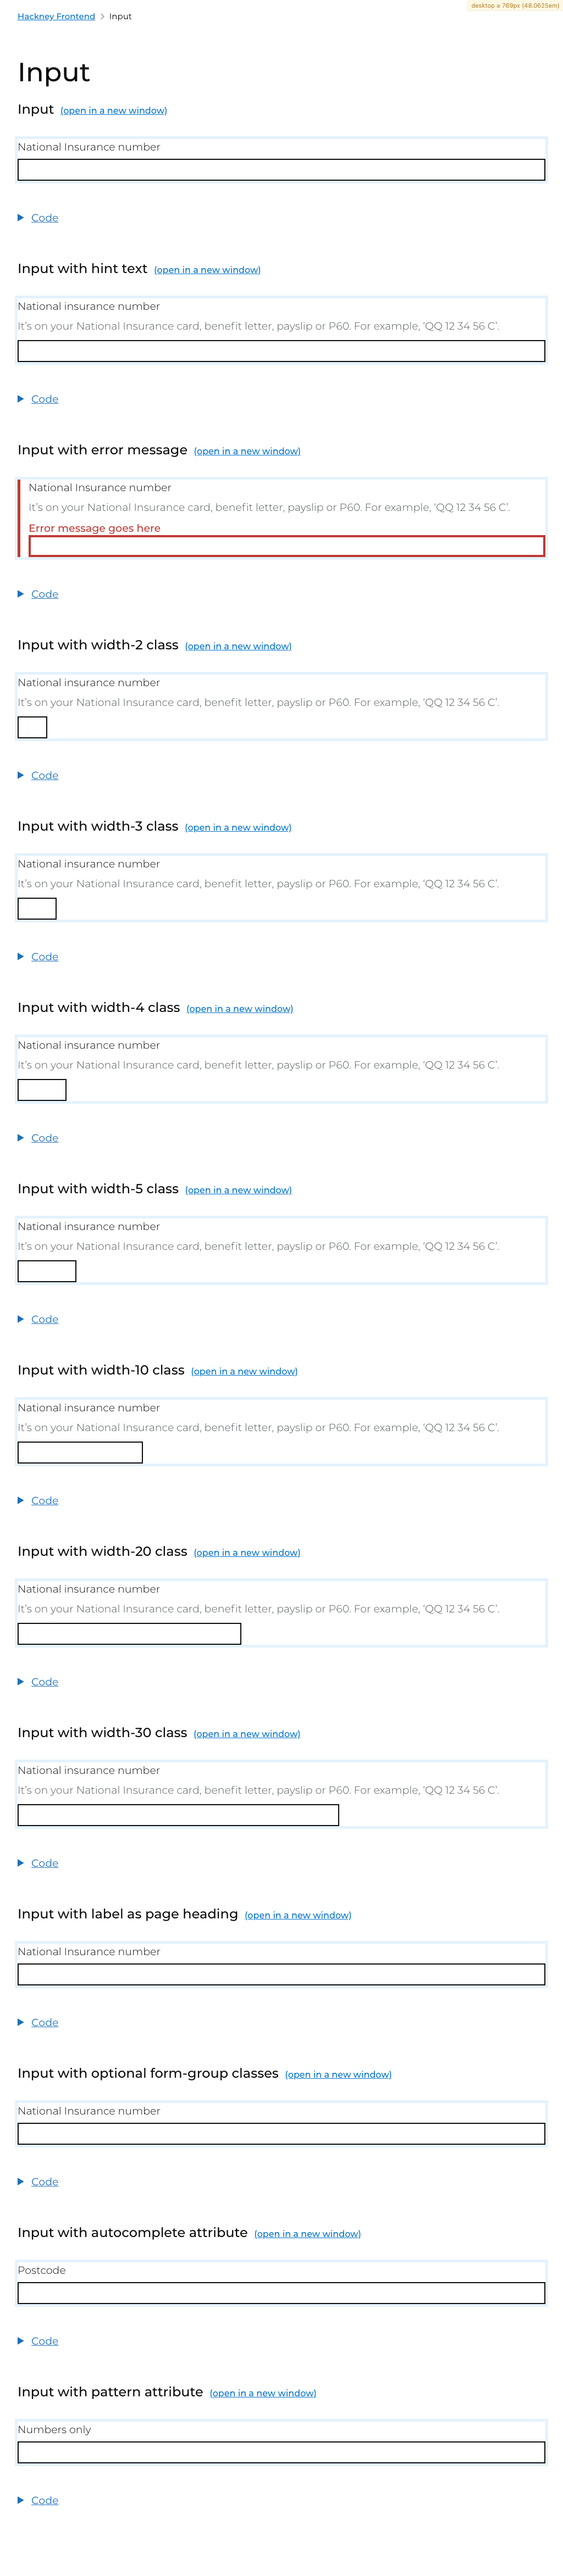 desktop ≥ 769px (48.0625em)
Hackney Frontend > Input
Input
Input (open in a new window)
National Insurance number
Code
Input with hint text (open in a new window)
National insurance number
It’s on your National Insurance card, benefit letter, payslip or P60. For example, ‘QQ 12 34 56 C’.
Code
Input with error message (open in a new window)
National Insurance number
It’s on your National Insurance card, benefit letter, payslip or P60. For example, ‘QQ 12 34 56 C’.
Error message goes here
Code
Input with width-2 class (open in a new window)
National insurance number
It’s on your National Insurance card, benefit letter, payslip or P60. For example, ‘QQ 12 34 56 C’.
Code
Input with width-3 class (open in a new window)
National insurance number
It’s on your National Insurance card, benefit letter, payslip or P60. For example, ‘QQ 12 34 56 C’.
Code
Input with width-4 class (open in a new window)
National insurance number
It’s on your National Insurance card, benefit letter, payslip or P60. For example, ‘QQ 12 34 56 C’.
Code
Input with width-5 class (open in a new window)
National insurance number
It’s on your National Insurance card, benefit letter, payslip or P60. For example, ‘QQ 12 34 56 C’.
Code
Input with width-10 class (open in a new window)
National insurance number
It’s on your National Insurance card, benefit letter, payslip or P60. For example, ‘QQ 12 34 56 C’.
Code
Input with width-20 class (open in a new window)
National insurance number
It’s on your National Insurance card, benefit letter, payslip or P60. For example, ‘QQ 12 34 56 C’.
Code
Input with width-30 class (open in a new window)
National insurance number
It’s on your National Insurance card, benefit letter, payslip or P60. For example, ‘QQ 12 34 56 C’.
Code
Input with label as page heading (open in a new window)
National Insurance number
Code
Input with optional form-group classes (open in a new window)
National Insurance number
Code
Input with autocomplete attribute (open in a new window)
Postcode
Code
Input with pattern attribute (open in a new window)
Numbers only
Code